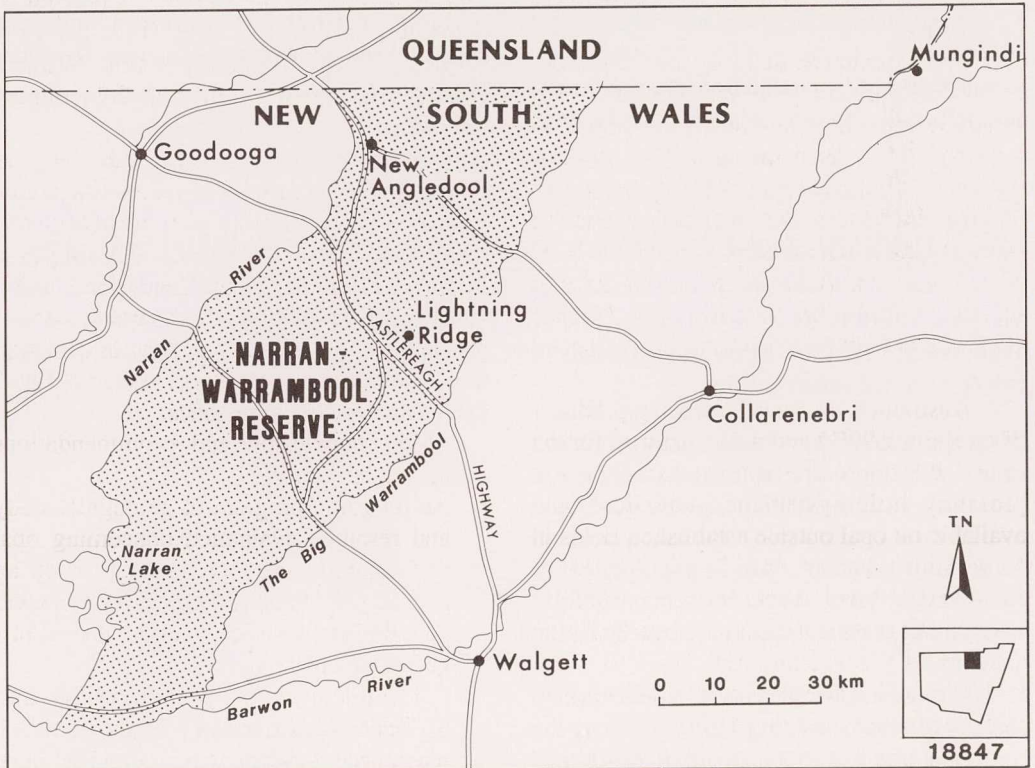 QUEENSLAND
Mungindi
NEW SOUTH WALES
Goodooga
New
Angledool
River
Narran
Lightning
Ridge
CASTLEREAGH
HIGHWAY
NARRAN -
WARRAMBOOL
RESERVE
Collarenebri
The Big Warrambool
Narran
Lake
TN
Walgett
Barwon River
0 10 20 30 km
18847